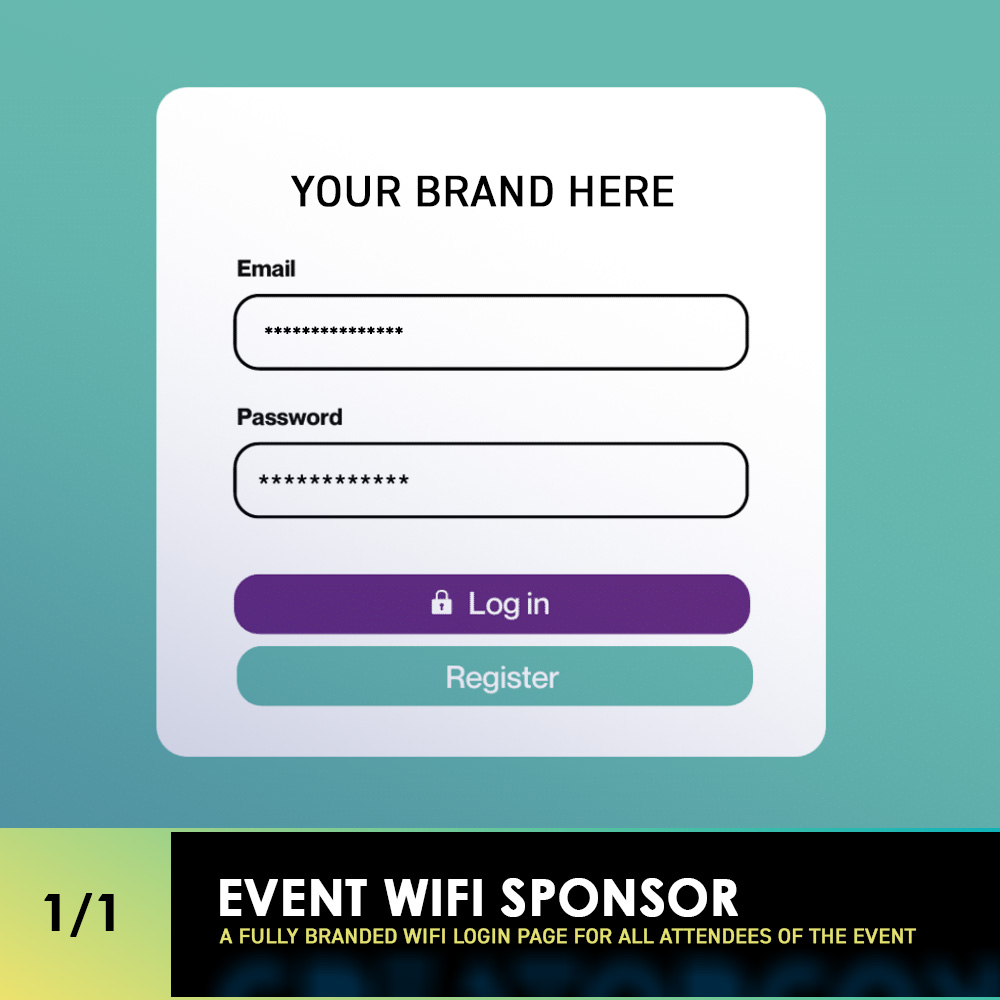 YOUR BRAND HERE
Email
***************
Password
************
Log in
Register
1/1
EVENT WIFI SPONSOR
A FULLY BRANDED WIFI LOGIN PAGE FOR ALL ATTENDEES OF THE EVENT